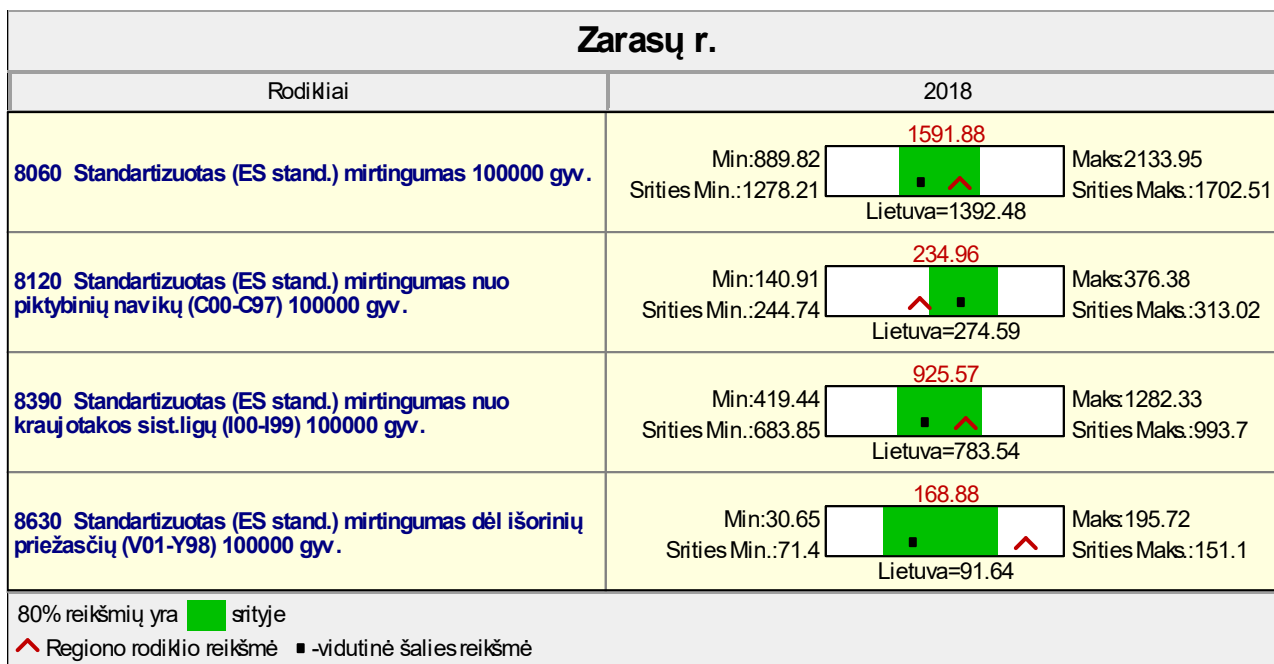 Zarasų r.
Rodikliai
2018
8060 Standartizuotas (ES stand.) mirtingumas 100000 gyv.
1591.88
Min:889.82
Maks:2133.95
Srities Min.:1278.21
Srities Maks.:1702.51
Lietuva=1392.48
8120 Standartizuotas (ES stand.) mirtingumas nuo
piktybinių navikų (C00-C97) 100000 gyv.
234.96
Min:140.91
Maks:376.38
Srities Min.:244.74
Srities Maks.:313.02
Lietuva=274.59
8390 Standartizuotas (ES stand.) mirtingumas nuo
kraujotakos sist.ligų (I00-I99) 100000 gyv.
925.57
Min:419.44
Maks:1282.33
Srities Min.:683.85
Srities Maks.:993.7
Lietuva=783.54
8630 Standartizuotas (ES stand.) mirtingumas dėl išorinių
priežasčių (V01-Y98) 100000 gyv.
168.88
Min:30.65
Maks:195.72
Srities Min.:71.4
Srities Maks.:151.1
Lietuva=91.64
80% reikšmių yra srityje
Regiono rodiklio reikšmė -vidutinė šalies reikšmė